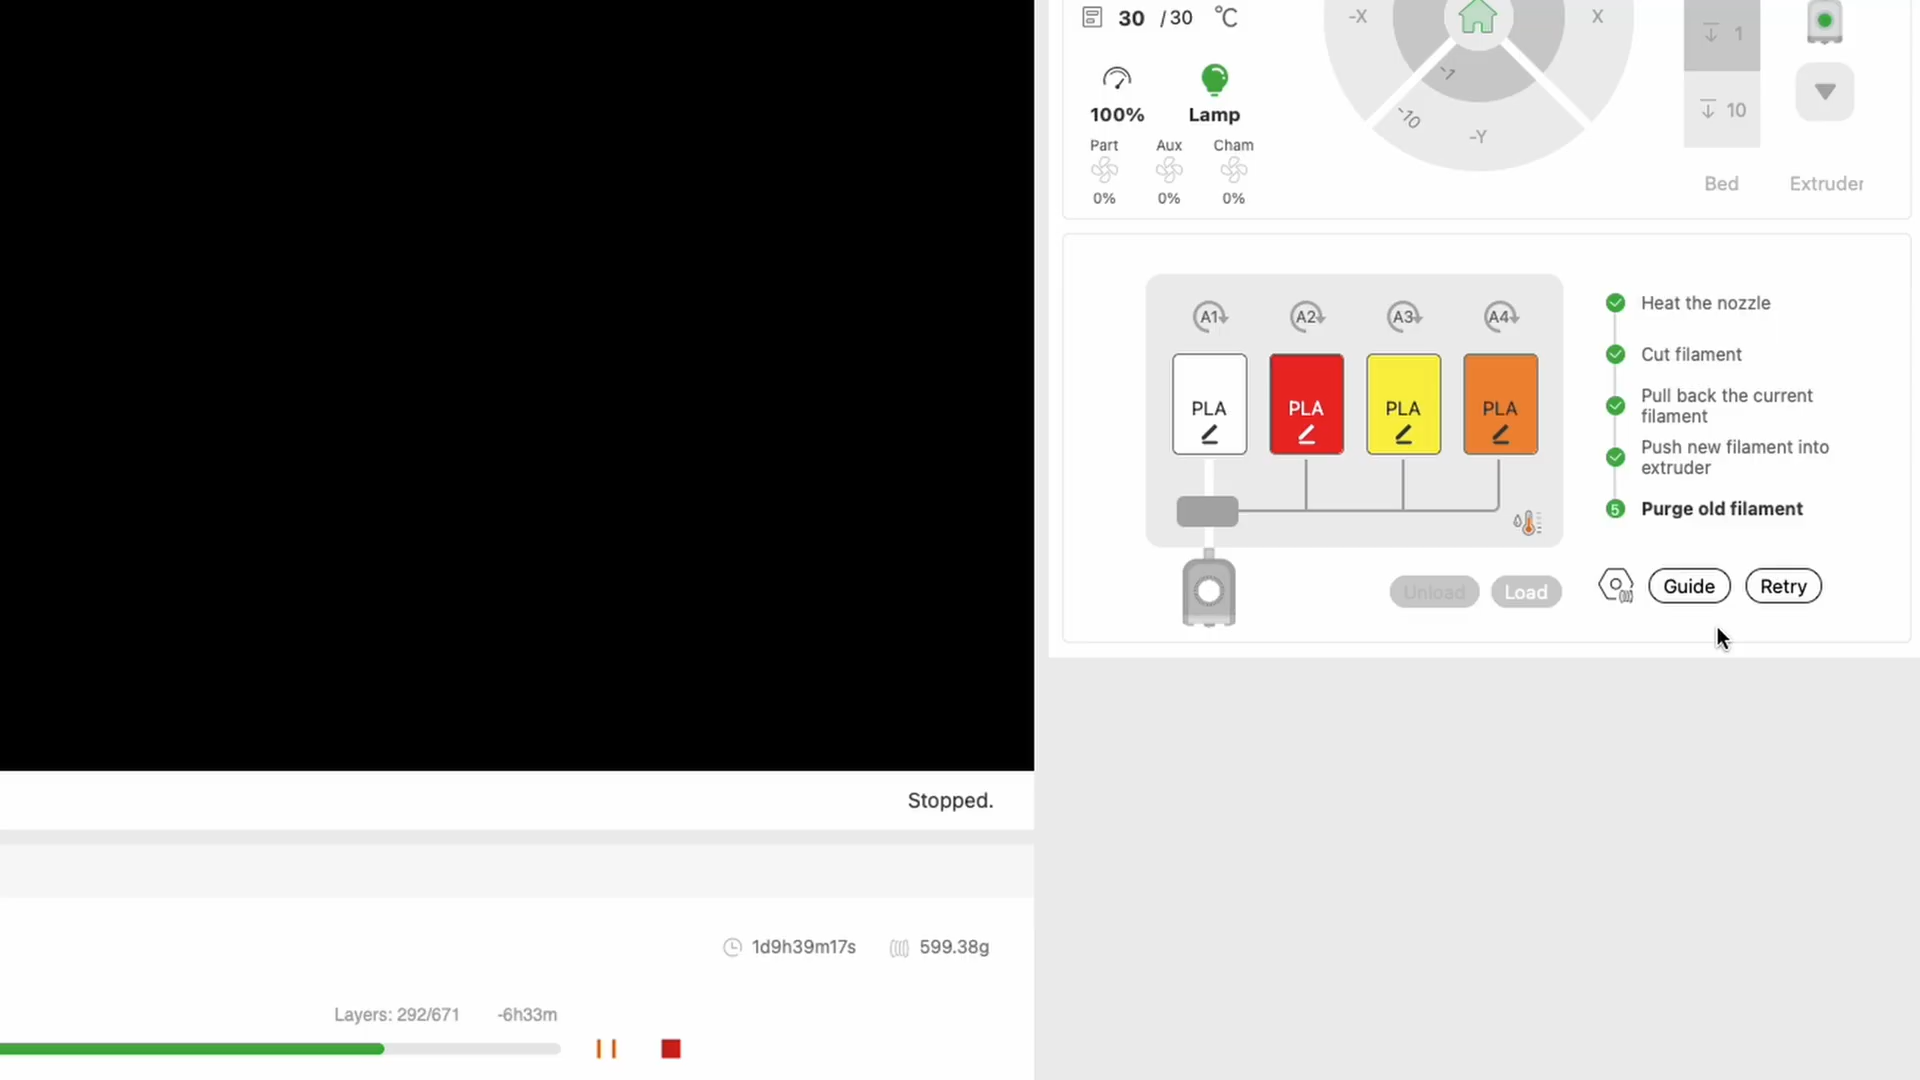 30 /30 °C
-X
X
1
-1
100%
Lamp
-10
-Y
10
Part
Aux
Cham
0%
0%
0%
Bed
Extruder
A1
A2
A3
A4
PLA
PLA
PLA
PLA
Heat the nozzle
Cut filament
Pull back the current
filament
Push new filament into
extruder
5 Purge old filament
Unload
Load
Guide
Retry
Stopped.
1d9h39m17s
599.38g
Layers: 292/671
-6h33m